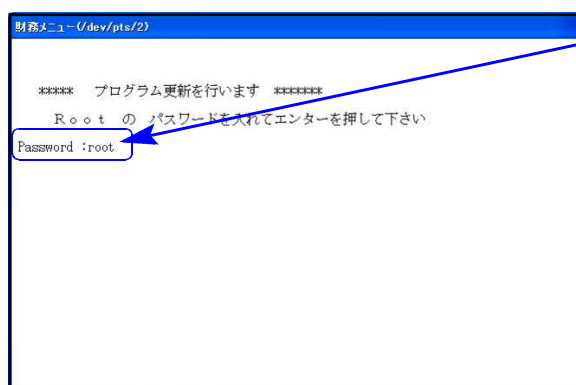 財務メニュー(/dev/pts/2)
***** プログラム更新を行います *******
Root の パスワードを入れてエンターを押して下さい
Password :root